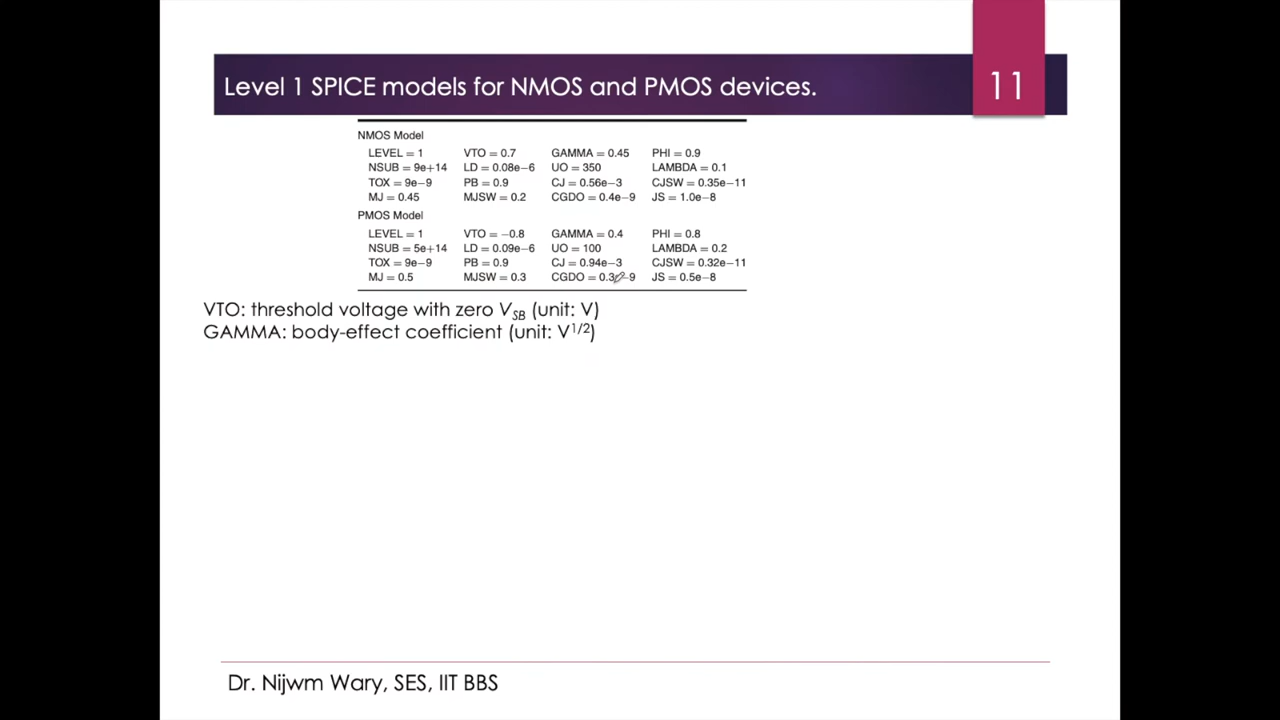 11
Level 1 SPICE models for NMOS and PMOS devices.
NMOS Model
LEVEL = 1 VTO = 0.7 GAMMA = 0.45 PHI = 0.9
NSUB = 9e+14 LD = 0.08e−6 UO = 350 LAMBDA = 0.1
TOX = 9e−9 PB = 0.9 CJ = 0.56e−3 CJSW = 0.35e−11
MJ = 0.45 MJSW = 0.2 CGDO = 0.4e−9 JS = 1.0e−8
PMOS Model
LEVEL = 1 VTO = −0.8 GAMMA = 0.4 PHI = 0.8
NSUB = 5e+14 LD = 0.09e−6 UO = 100 LAMBDA = 0.2
TOX = 9e−9 PB = 0.9 CJ = 0.94e−3 CJSW = 0.32e−11
MJ = 0.5 MJSW = 0.3 CGDO = JS = 0.5e−8
VTO: threshold voltage with zero V_SB (unit: V)
GAMMA: body-effect coefficient (unit: V^1/2)
Dr. Nijwm Wary, SES, IIT BBS